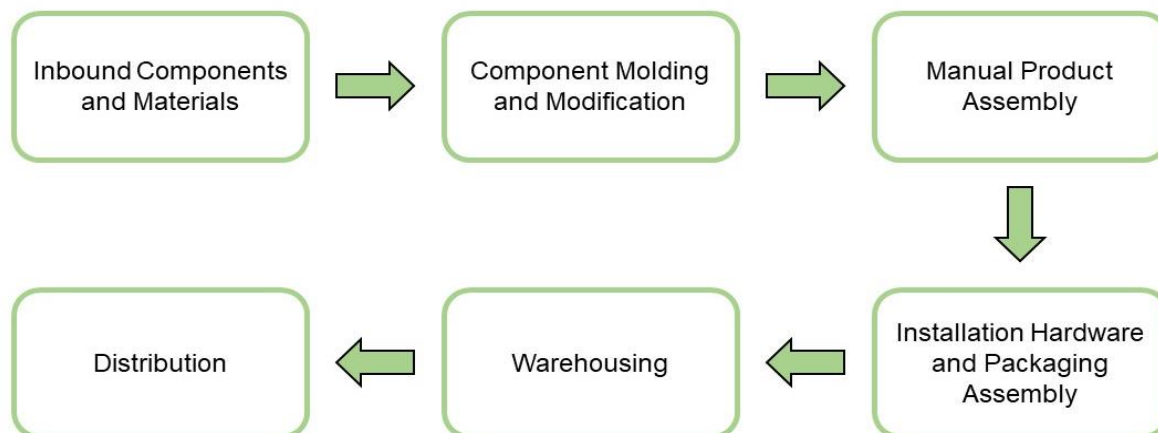 Inbound Components
and Materials
Component Molding
and Modification
Manual Product
Assembly
Installation Hardware
and Packaging
Assembly
Warehousing
Distribution